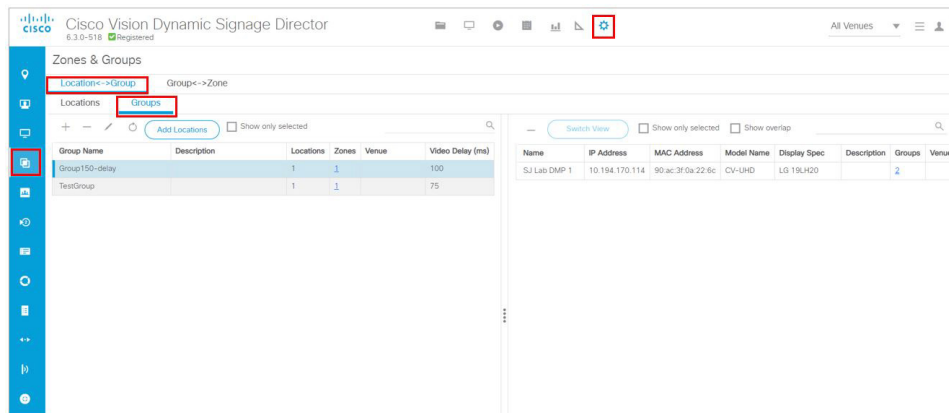 CISCO Cisco Vision Dynamic Signage Director All Venues
6.3.0-518 Registered
Zones & Groups
Location<->Group Group<->Zone
Locations Groups
Add Locations Show only selected Switch View Show only selected Show overlap
Group Name Description Locations Zones Venue Video Delay (ms) Name IP Address MAC Address Model Name Display Spec Description Groups Venue
Group150-delay 1 1 100 SJ Lab DMP 1 10.194.170.114 90:ac:3f:0a:22:6c CV-UHD LG 19LH20 2
TestGroup 1 1 75